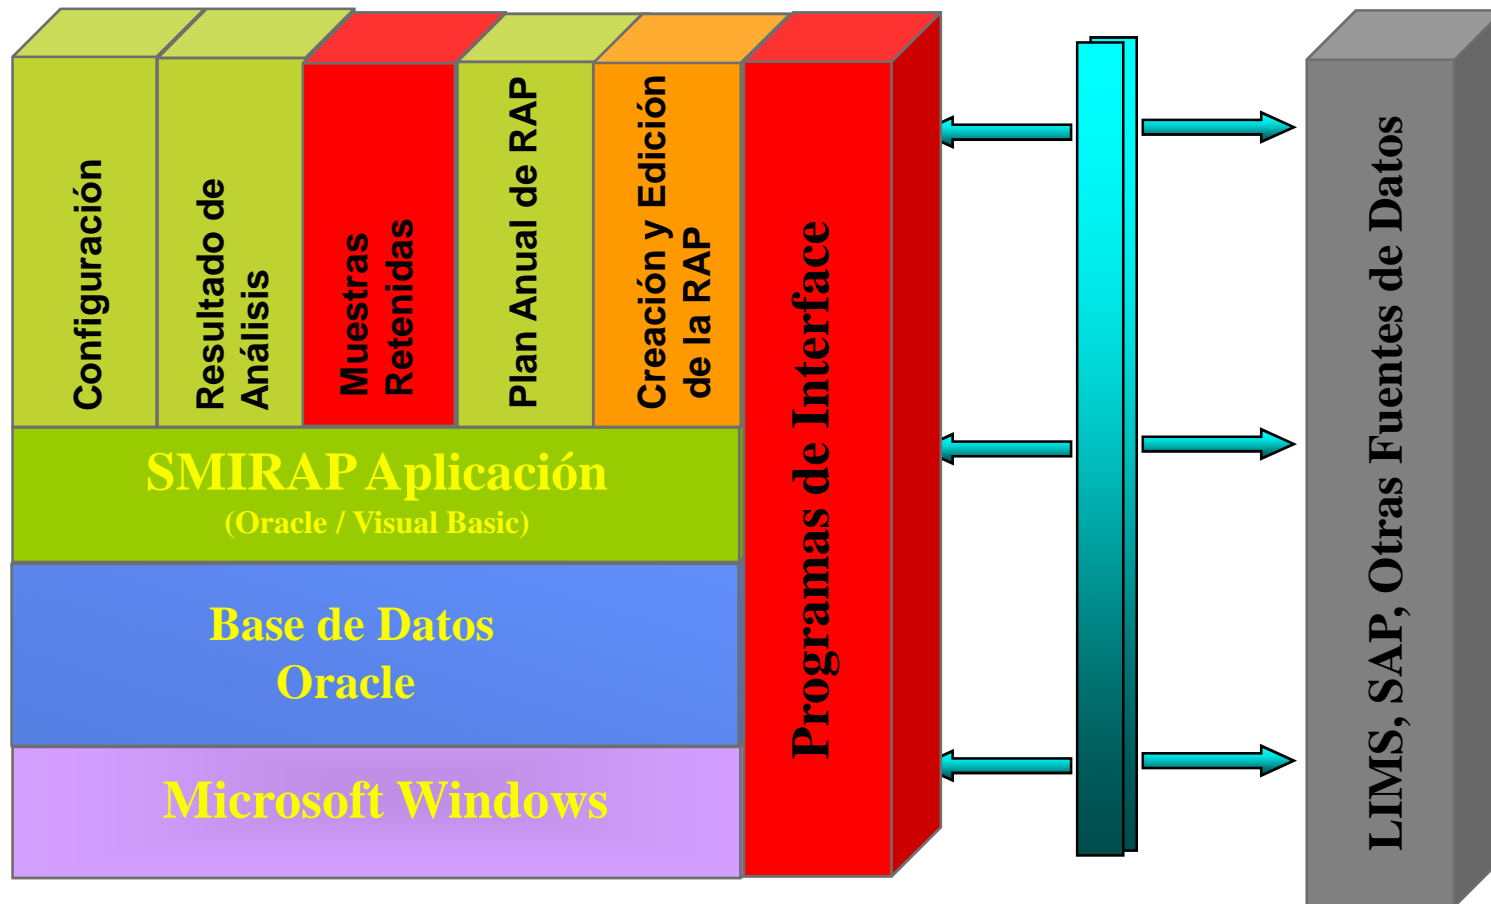 Configuración
Resultado de
Análisis
Muestras
Retenidas
Plan Anual de RAP
Creación y Edición
de la RAP
Programas de Interface
LIMS, SAP, Otras Fuentes de Datos
SMIRAP Aplicación
(Oracle / Visual Basic)
Base de Datos
Oracle
Microsoft Windows